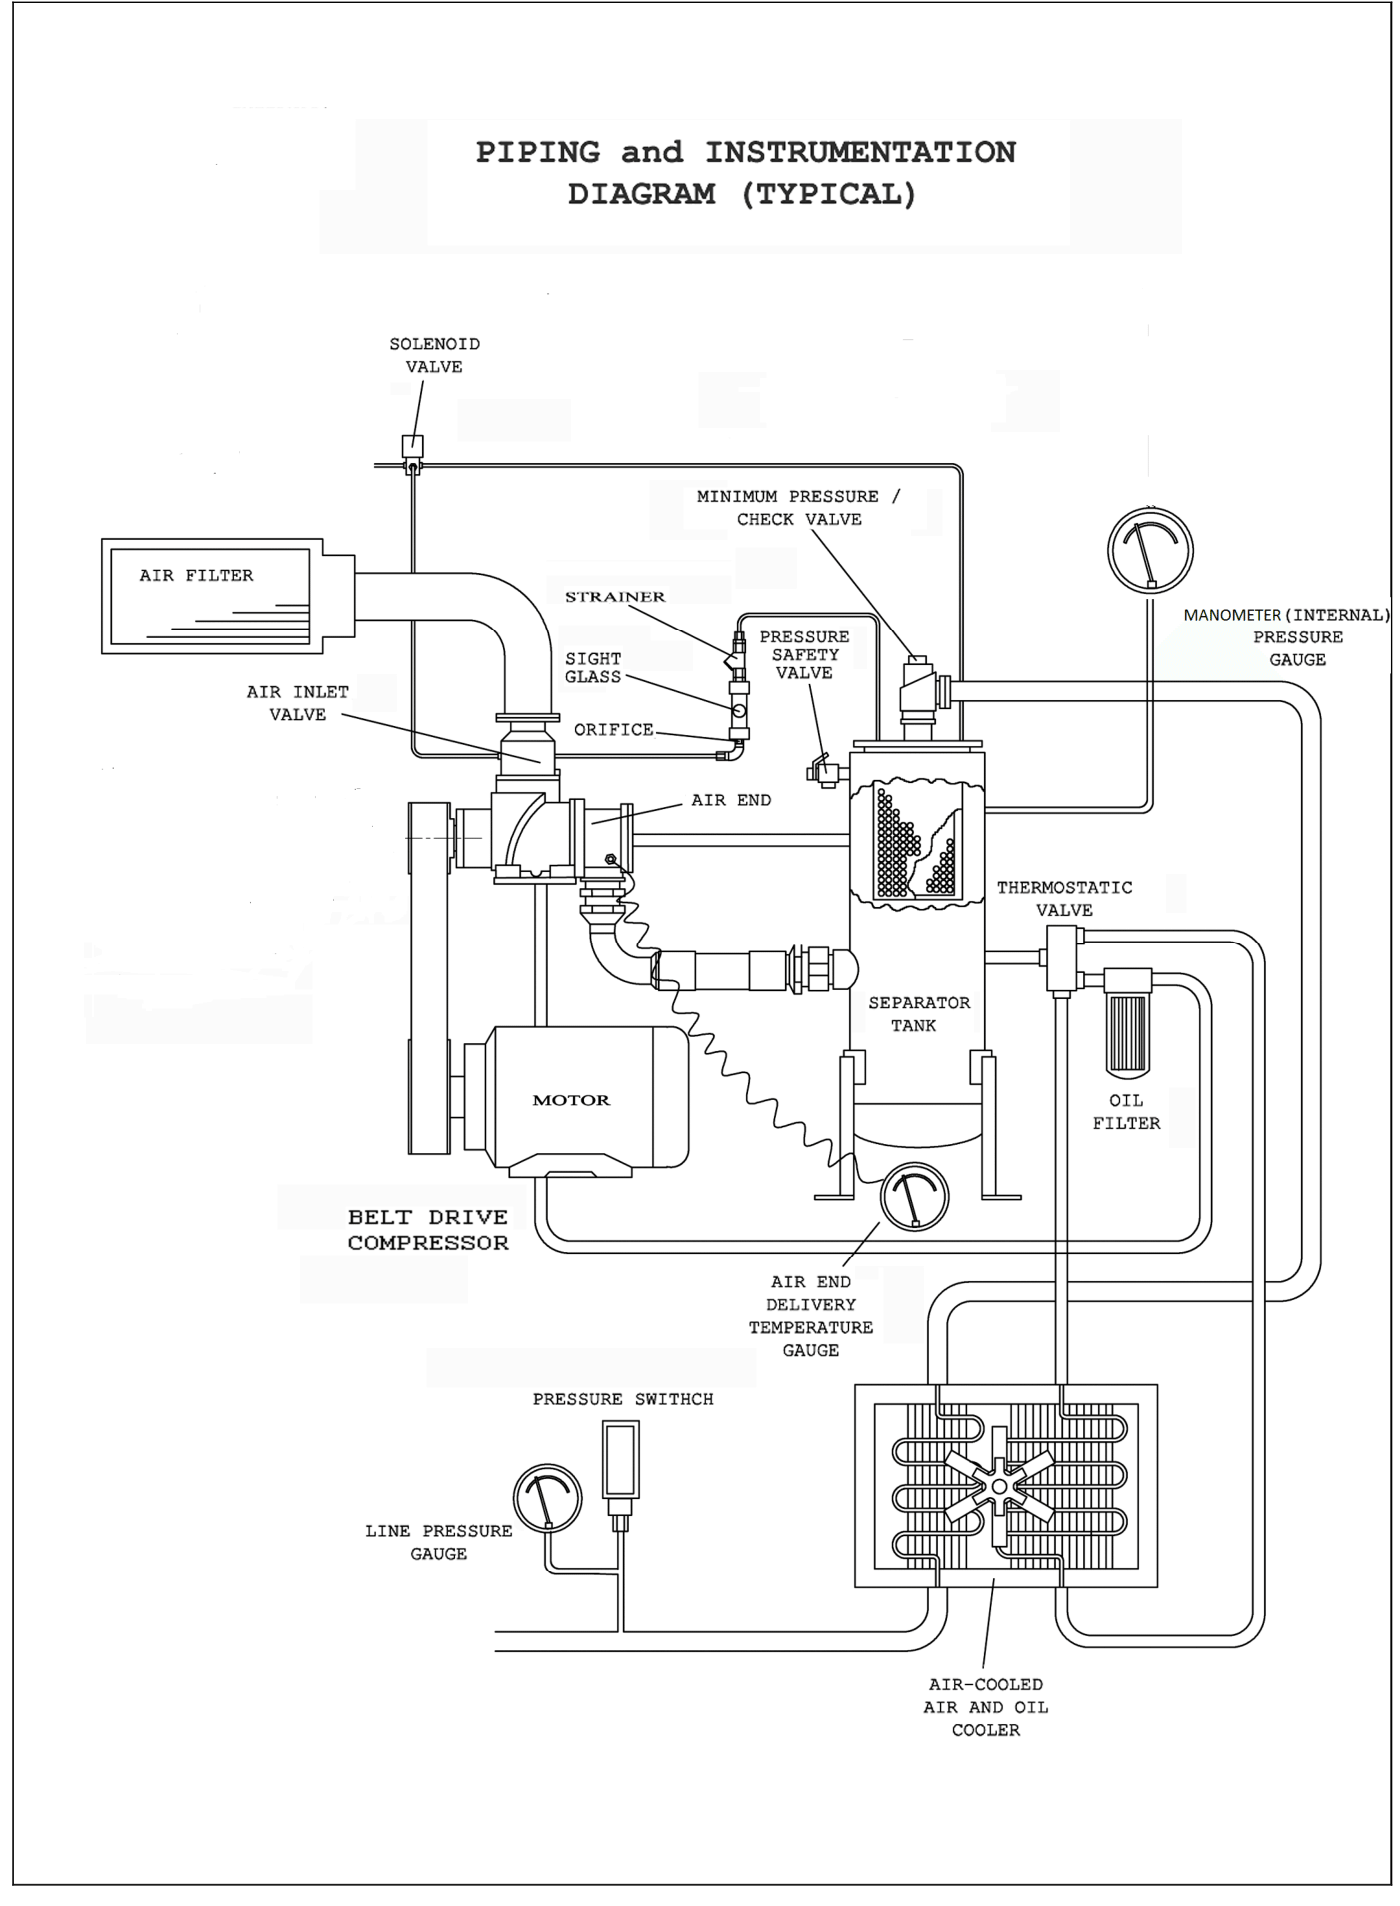 PIPING and INSTRUMENTATION
DIAGRAM (TYPICAL)
SOLENOID
VALVE
MINIMUM PRESSURE /
CHECK VALVE
AIR FILTER
STRAINER
MANOMETER (INTERNAL)
PRESSURE
GAUGE
PRESSURE
SAFETY
VALVE
SIGHT
GLASS
AIR INLET
VALVE
ORIFICE
AIR END
THERMOSTATIC
VALVE
SEPARATOR
TANK
MOTOR
OIL
FILTER
BELT DRIVE
COMPRESSOR
AIR END
DELIVERY
TEMPERATURE
GAUGE
PRESSURE SWITHCH
LINE PRESSURE
GAUGE
AIR-COOLED
AIR AND OIL
COOLER